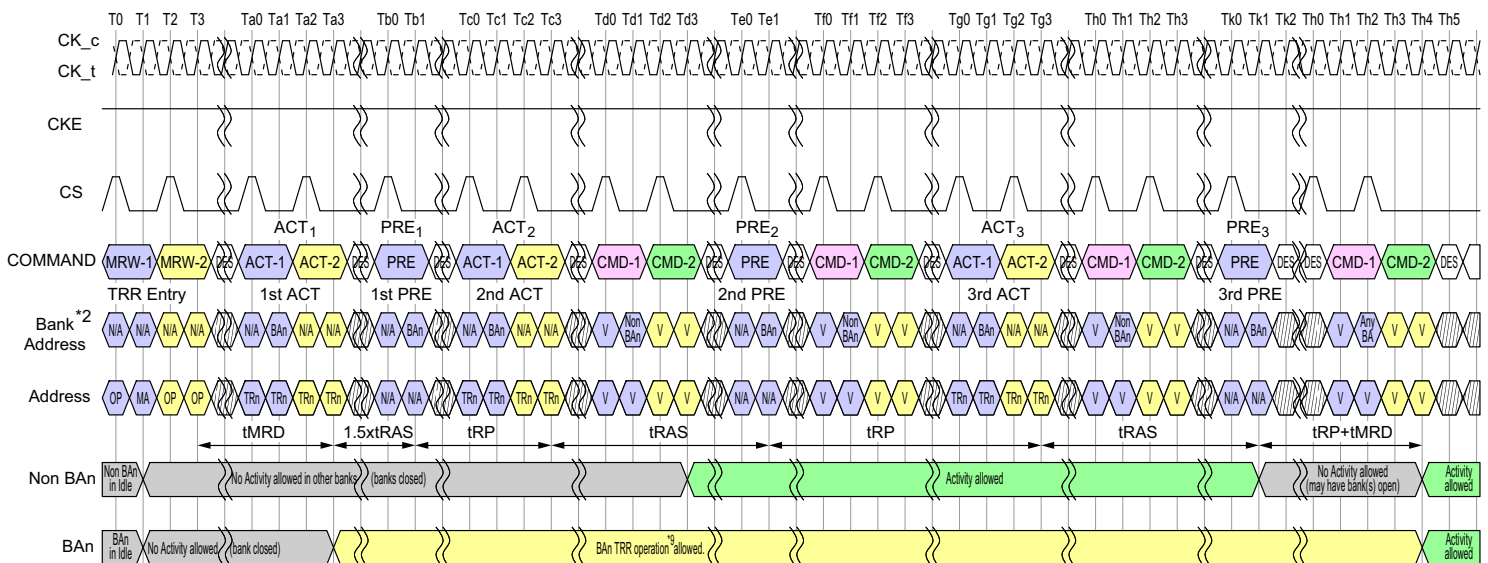 T0 T1 T2 T3 Ta0 Ta1 Ta2 Ta3 Tb0 Tb1 Tc0 Tc1 Tc2 Tc3 Td0 Td1 Td2 Td3 Te0 Te1 Tf0 Tf1 Tf2 Tf3 Tg0 Tg1 Tg2 Tg3 Th0 Th1 Th2 Th3 Tk0 Tk1 Tk2 Th0 Th1 Th2 Th3 Th4 Th5
CK_c
CK_t
CKE
CS
ACT1 PRE1 ACT2 PRE2 ACT3 PRE3
COMMAND MRW-1 MRW-2 DES ACT-1 ACT-2 DES PRE DES ACT-1 ACT-2 DES CMD-1 CMD-2 DES PRE DES CMD-1 CMD-2 DES ACT-1 ACT-2 DES CMD-1 CMD-2 DES PRE DES DES CMD-1 CMD-2 DES
TRR Entry 1st ACT 1st PRE 2nd ACT 2nd PRE 3rd ACT 3rd PRE
Bank*2
Address
N/A N/A N/A N/A N/A BAn N/A N/A N/A BAn N/A BAn N/A N/A V Non BAn V V N/A BAn V Non BAn V V N/A BAn N/A N/A V Non BAn V V N/A BAn V Any BA V V
Address OP MA OP OP TRn TRn TRn TRn N/A N/A TRn TRn TRn TRn V V V V N/A N/A V V V V TRn TRn TRn TRn V V V V N/A N/A V V V V
tMRD 1.5xtRAS tRP tRAS tRP tRAS tRP+tMRD
Non BAn
Non BAn
in Idle
No Activity allowed in other banks (banks closed)
Activity allowed
No Activity allowed
(may have bank(s) open)
Activity
allowed
BAn
BAn
in Idle
No Activity allowed (bank closed)
BAn TRR operation*9 allowed.
Activity
allowed